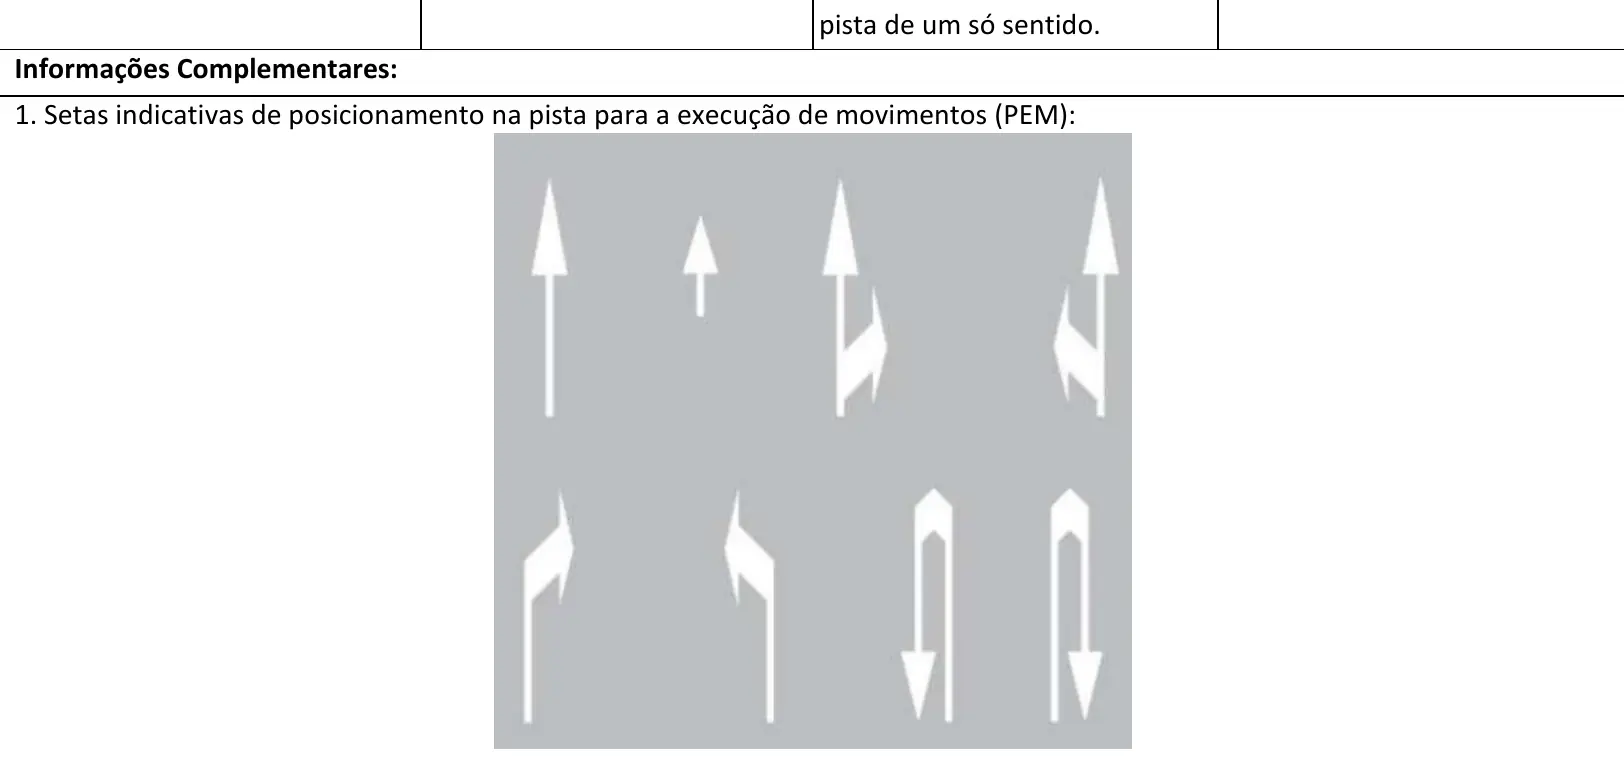 pista de um só sentido.
Informações Complementares:
1. Setas indicativas de posicionamento na pista para a execução de movimentos (PEM):